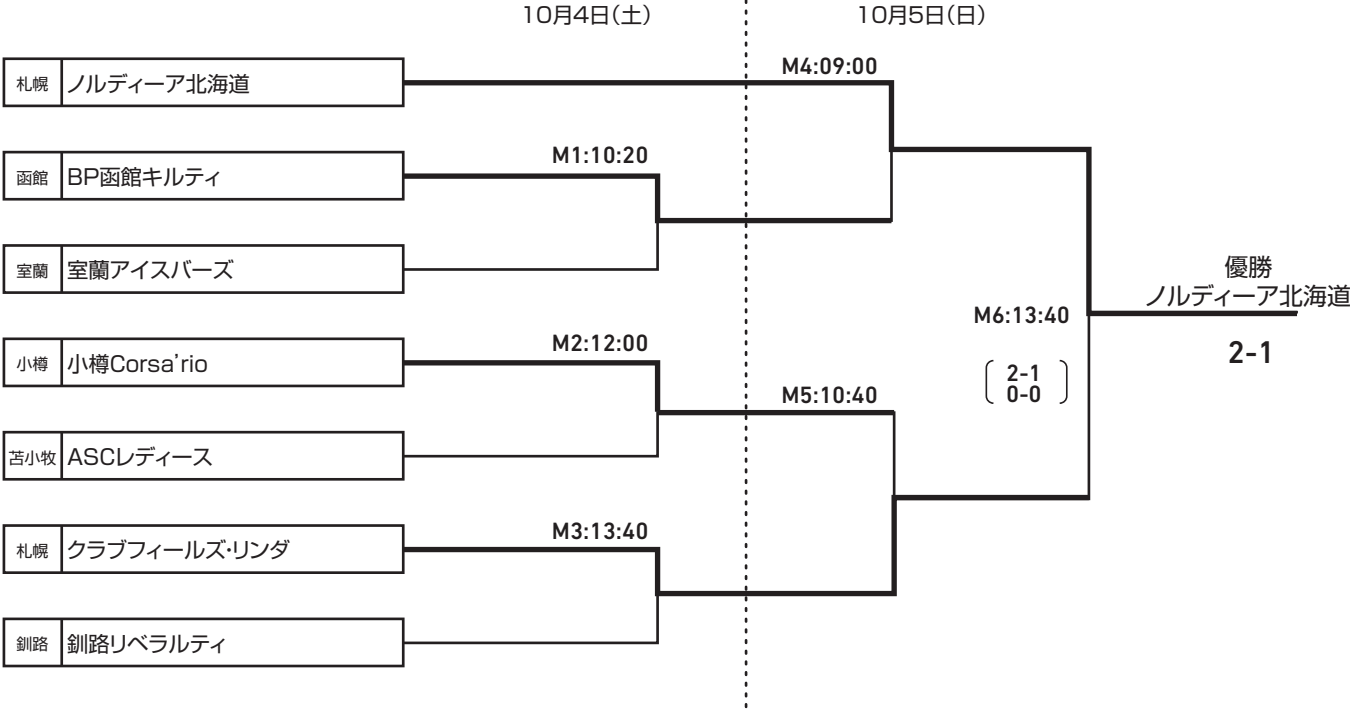 10月4日(土)
10月5日(日)
M4:09:00
札幌 ノルディーア北海道
M1:10:20
函館 BP函館キルティ
室蘭 室蘭アイスバーズ
優勝
ノルディーア北海道
M6:13:40
2-1
M2:12:00
小樽 小樽Corsa’rio
2-1
0-0
M5:10:40
苫小牧 ASCレディース
M3:13:40
札幌 クラブフィールズ・リンダ
釧路 釧路リベラルティ